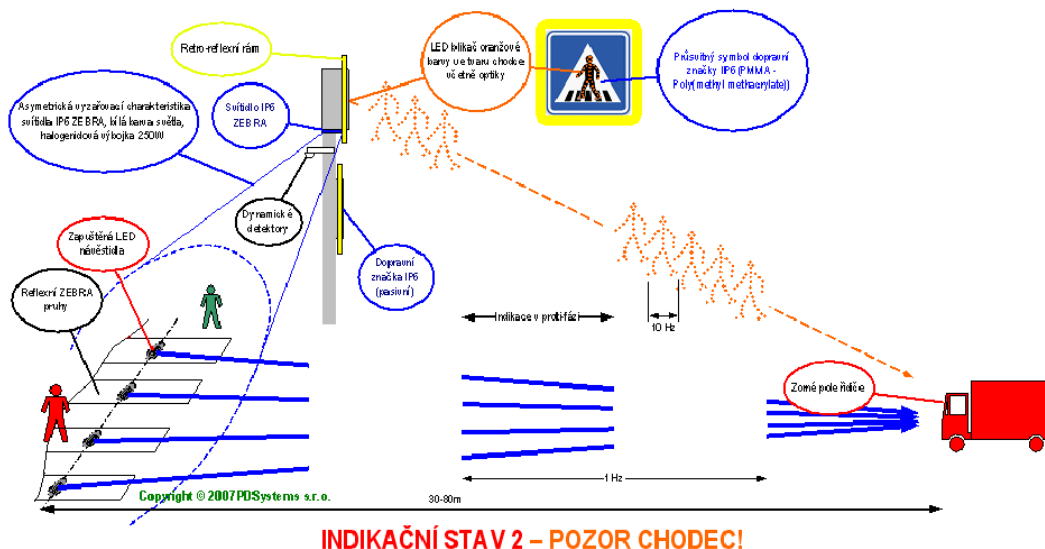 Retro-reflexní rám
LED blikač oranžové
barvy ve tvaru chodce
včetně optiky
Průsvitný symbol dopravní
značky IP6 (PMMA -
Poly(methyl methacrylate))
Asymetrická vyzařovací charakteristika
svítidla IP6 ZEBRA, bílá barva světla,
halogenidová výbojka 250W
Svítidlo IP6
ZEBRA
Dynamické
detektory
Zapuštěná LED
návěstidla
Dopravní
značka IP6
(pasivní)
Reflexní ZEBRA
pruhy
Indikace v proti-fázi
10 Hz
Zorné pole řidiče
1 Hz
Copyright © 2007 PDSystems s.r.o.
30-80m
INDIKAČNÍ STAV 2 – POZOR CHODEC!